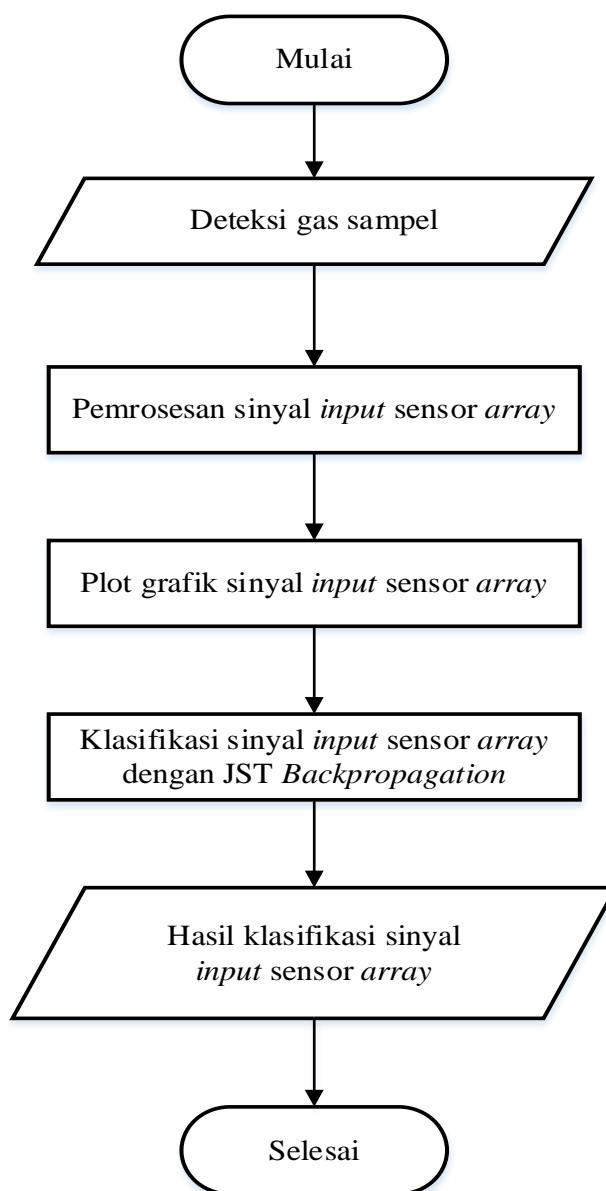 Mulai
Deteksi gas sampel
Pemrosesan sinyal input sensor array
Plot grafik sinyal input sensor array
Klasifikasi sinyal input sensor array
dengan JST Backpropagation
Hasil klasifikasi sinyal
input sensor array
Selesai